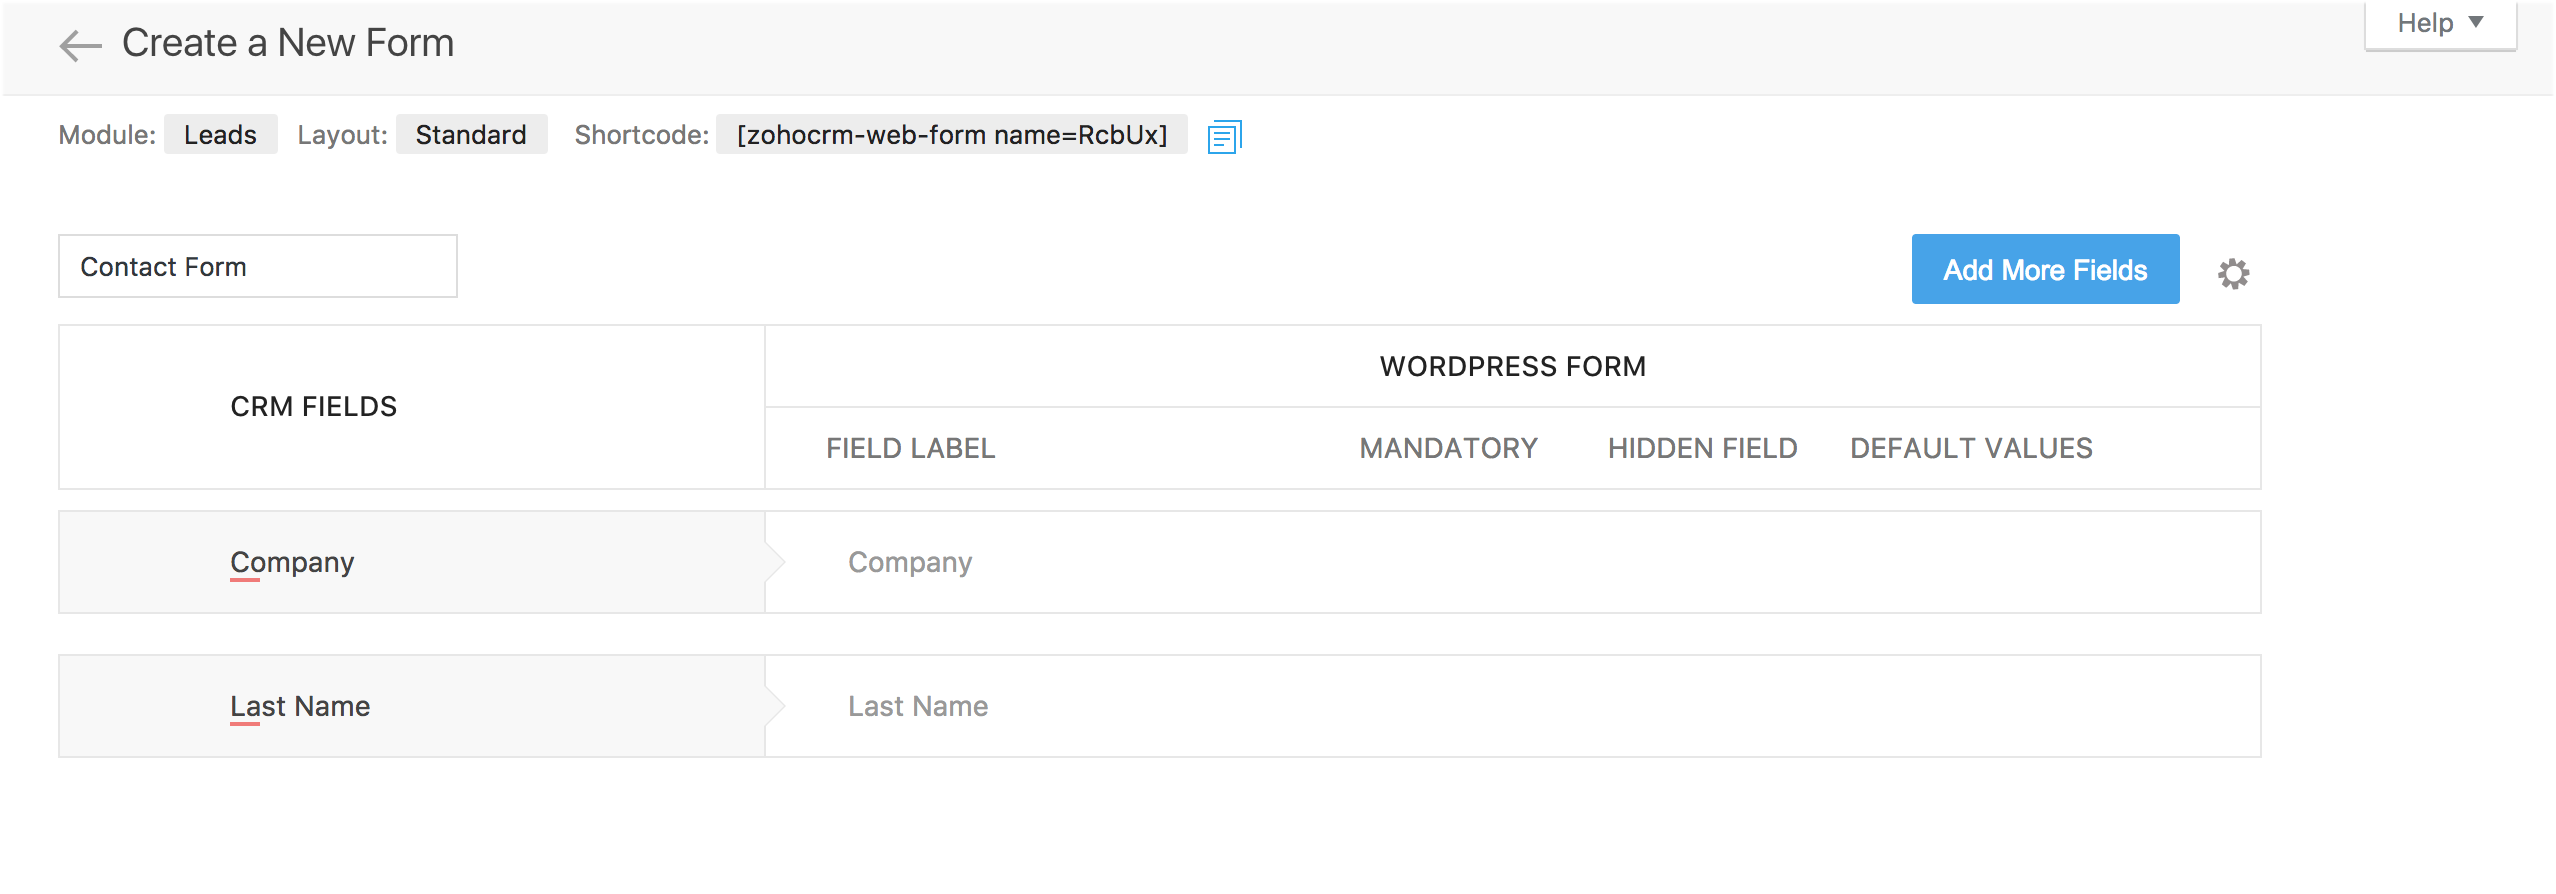 Create a New Form
Help
Module: Leads Layout: Standard Shortcode: [zohocrm-web-form name=RcbUx]
Contact Form
Add More Fields
CRM FIELDS
WORDPRESS FORM
FIELD LABEL MANDATORY HIDDEN FIELD DEFAULT VALUES
Company Company
Last Name Last Name